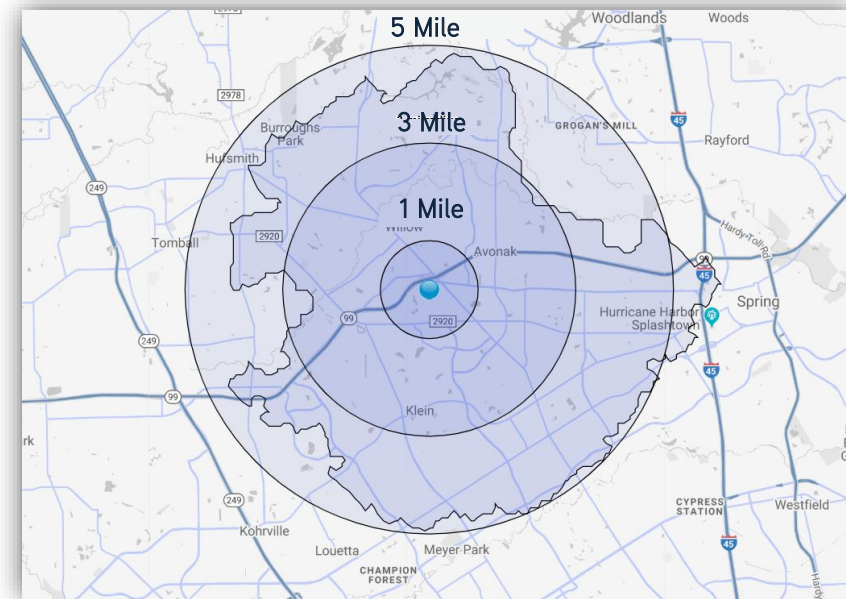 2978
5 Mile
Woodlands
Woods
2978
Burroughs
Park
3 Mile
GROGAN'S MILL
45
Rayford
Hufsmith
249
1 Mile
Willow
Tomball
2920
Avonak
Hardy Toll Rd
99
45
Hurricane Harbor
Splashtown
Spring
99
2920
249
45
99
Klein
rk
249
Kohrville
CYPRESS
STATION
Westfield
Louetta
Meyer Park
45
CHAMPION
FOREST
Hardy